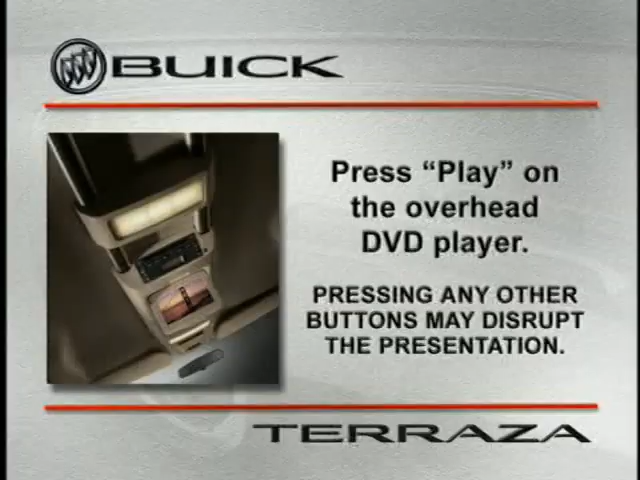 BUICK
Press “Play” on
the overhead
DVD player.
PRESSING ANY OTHER
BUTTONS MAY DISRUPT
THE PRESENTATION.
TERRAZA